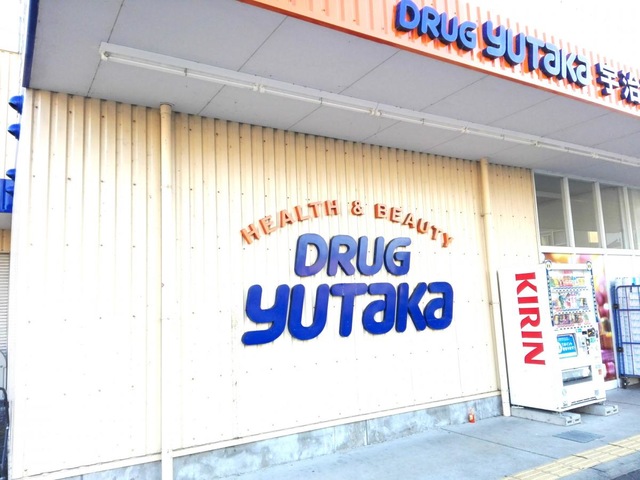 DRUG YUTAKA 宇治
HEALTH & BEAUTY
DRUG
YUTAKA
KIRIN